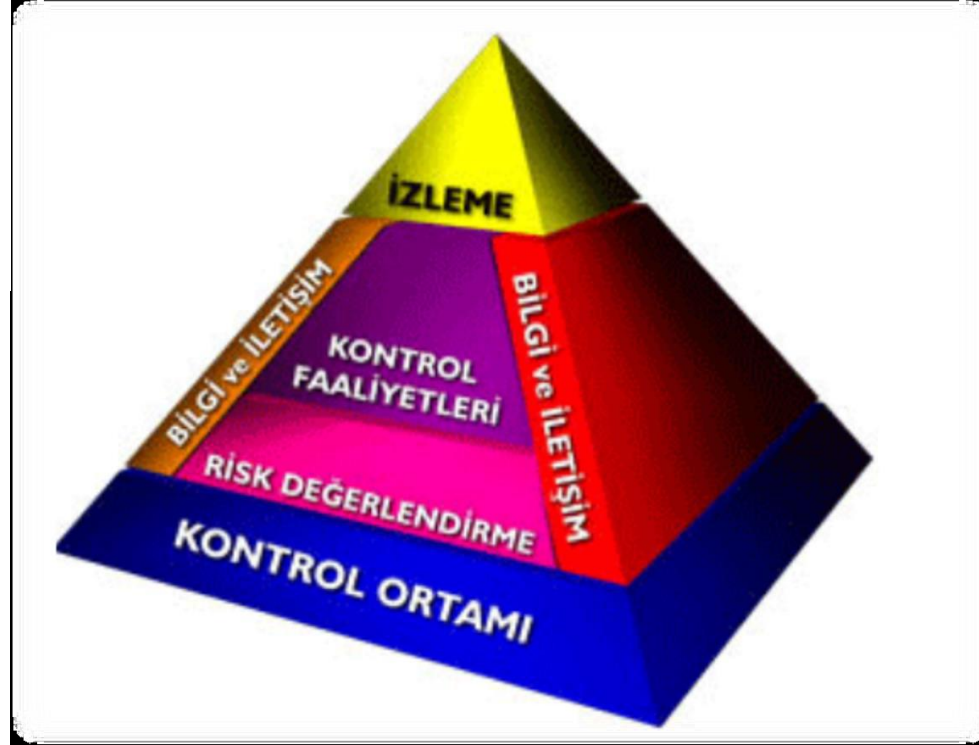 İZLEME
BİLGİ ve İLETİŞİM
KONTROL
FAALİYETLERİ
BİLGİ ve İLETİŞİM
RİSK DEĞERLENDİRME
KONTROL ORTAMI